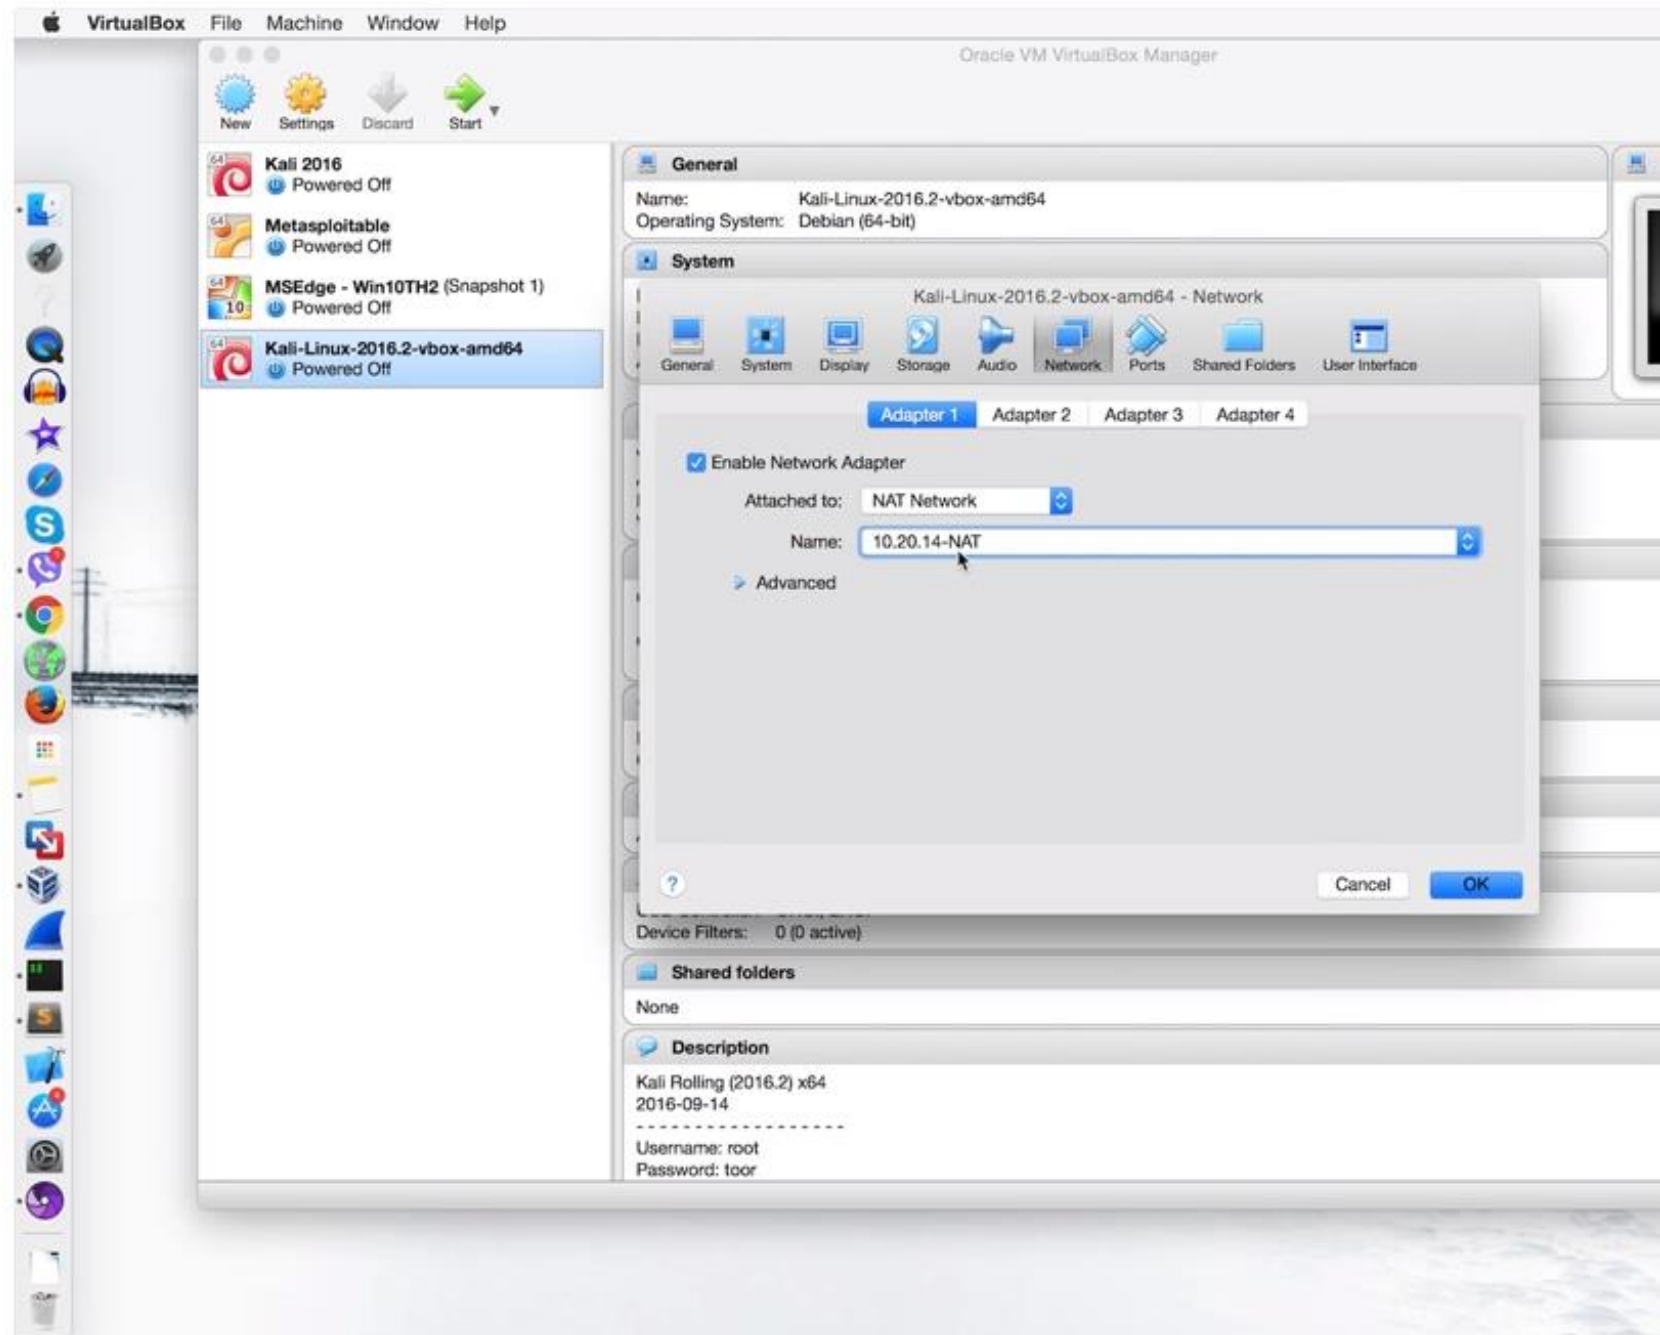 VirtualBox File Machine Window Help
Oracle VM VirtualBox Manager
New Settings Discard Start
64 Kali 2016
Powered Off
64 Metasploitable
Powered Off
64 MSEdge - Win10TH2 (Snapshot 1)
10 Powered Off
64 Kali-Linux-2016.2-vbox-amd64
Powered Off
General
Name: Kali-Linux-2016.2-vbox-amd64
Operating System: Debian (64-bit)
System
Kali-Linux-2016.2-vbox-amd64 - Network
General System Display Storage Audio Network Ports Shared Folders User Interface
Adapter 1 Adapter 2 Adapter 3 Adapter 4
Enable Network Adapter
Attached to: NAT Network
Name: 10.20.14-NAT
Advanced
? Cancel OK
Device Filters: 0 (0 active)
Shared folders
None
Description
Kali Rolling (2016.2) x64
2016-09-14
- - - - - - - - - - - - - - - - - - -
Username: root
Password: toor